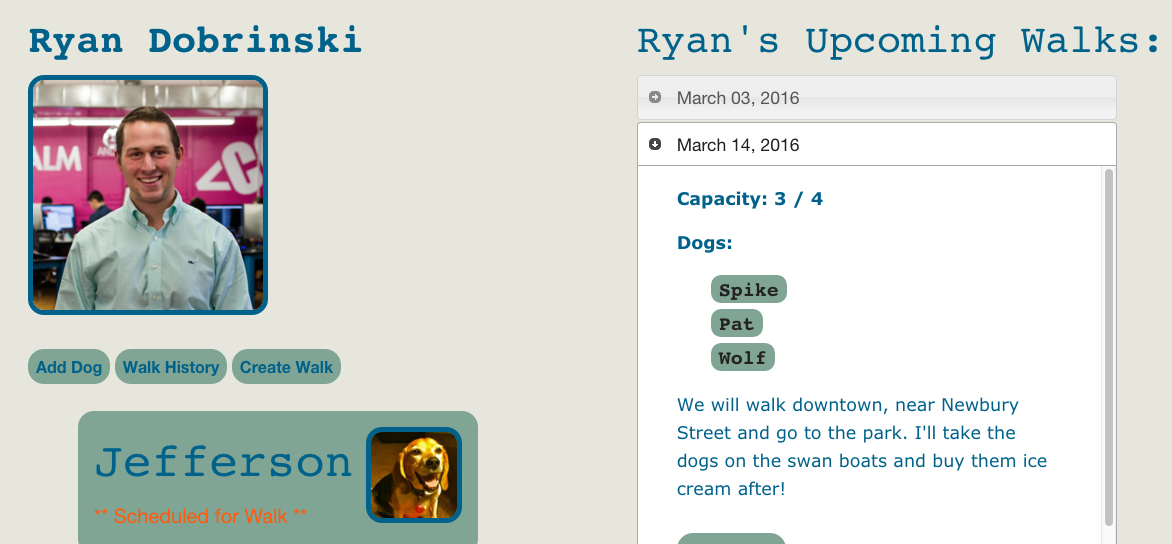 Ryan Dobrinski
ALM
<C
Add Dog
Walk History
Create Walk
Jefferson
** Scheduled for Walk **
Ryan's Upcoming Walks:
March 03, 2016
March 14, 2016
Capacity: 3 / 4
Dogs:
Spike
Pat
Wolf
We will walk downtown, near Newbury
Street and go to the park. I'll take the
dogs on the swan boats and buy them ice
cream after!